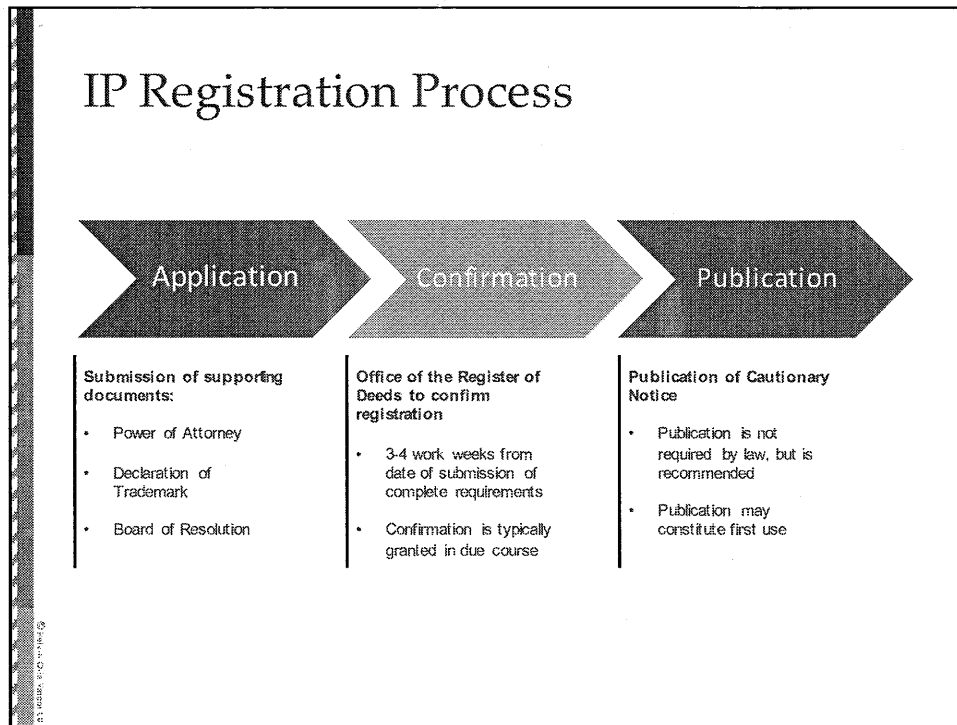 IP Registration Process
Application
Confirmation
Publication
Submission of supporting
documents:
• Power of Attorney
• Declaration of
Trademark
• Board of Resolution
Office of the Register of
Deeds to confirm
registration
• 3-4 work weeks from
date of submission of
complete requirements
• Confirmation is typically
granted in due course
Publication of Cautionary
Notice
• Publication is not
required by law, but is
recommended
• Publication may
constitute first use